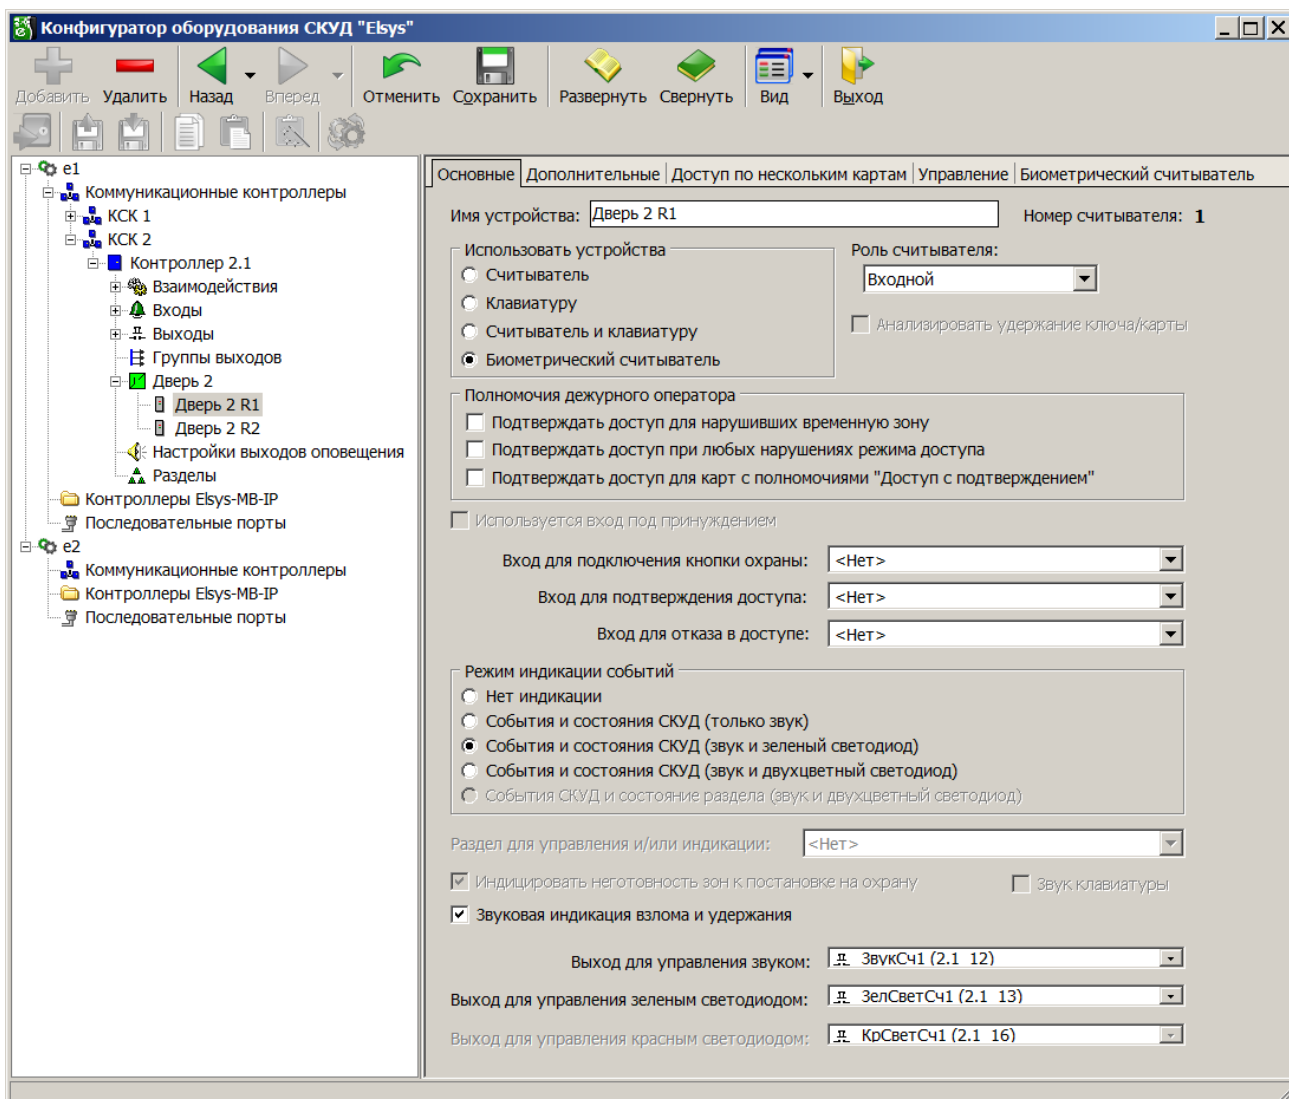 Конфигуратор оборудования СКУД "Elsys"
Добавить Удалить Назад Вперед Отменить Сохранить Развернуть Свернуть Вид Выход
e1
Коммуникационные контроллеры
КСК 1
КСК 2
Контроллер 2.1
Взаимодействия
Входы
Выходы
Группы выходов
Дверь 2
Дверь 2 R1
Дверь 2 R2
Настройки выходов оповещения
Разделы
Контроллеры Elsys-MB-IP
Последовательные порты
e2
Коммуникационные контроллеры
Контроллеры Elsys-MB-IP
Последовательные порты
Основные Дополнительные Доступ по нескольким картам Управление Биометрический считыватель
Имя устройства: Дверь 2 R1 Номер считывателя: 1
Использовать устройства
Считыватель
Клавиатуру
Считыватель и клавиатуру
Биометрический считыватель
Роль считывателя:
Входной
Анализировать удержание ключа/карты
Полномочия дежурного оператора
Подтверждать доступ для нарушивших временную зону
Подтверждать доступ при любых нарушениях режима доступа
Подтверждать доступ для карт с полномочиями "Доступ с подтверждением"
Используется вход под принуждением
Вход для подключения кнопки охраны: <Нет>
Вход для подтверждения доступа: <Нет>
Вход для отказа в доступе: <Нет>
Режим индикации событий
Нет индикации
События и состояния СКУД (только звук)
События и состояния СКУД (звук и зеленый светодиод)
События и состояния СКУД (звук и двухцветный светодиод)
События СКУД и состояние раздела (звук и двухцветный светодиод)
Раздел для управления и/или индикации: <Нет>
Индицировать неготовность зон к постановке на охрану Звук клавиатуры
Звуковая индикация взлома и удержания
Выход для управления звуком: ЗвукСч1 (2.1 12)
Выход для управления зеленым светодиодом: ЗелСветСч1 (2.1 13)
Выход для управления красным светодиодом: КрСветСч1 (2.1 16)